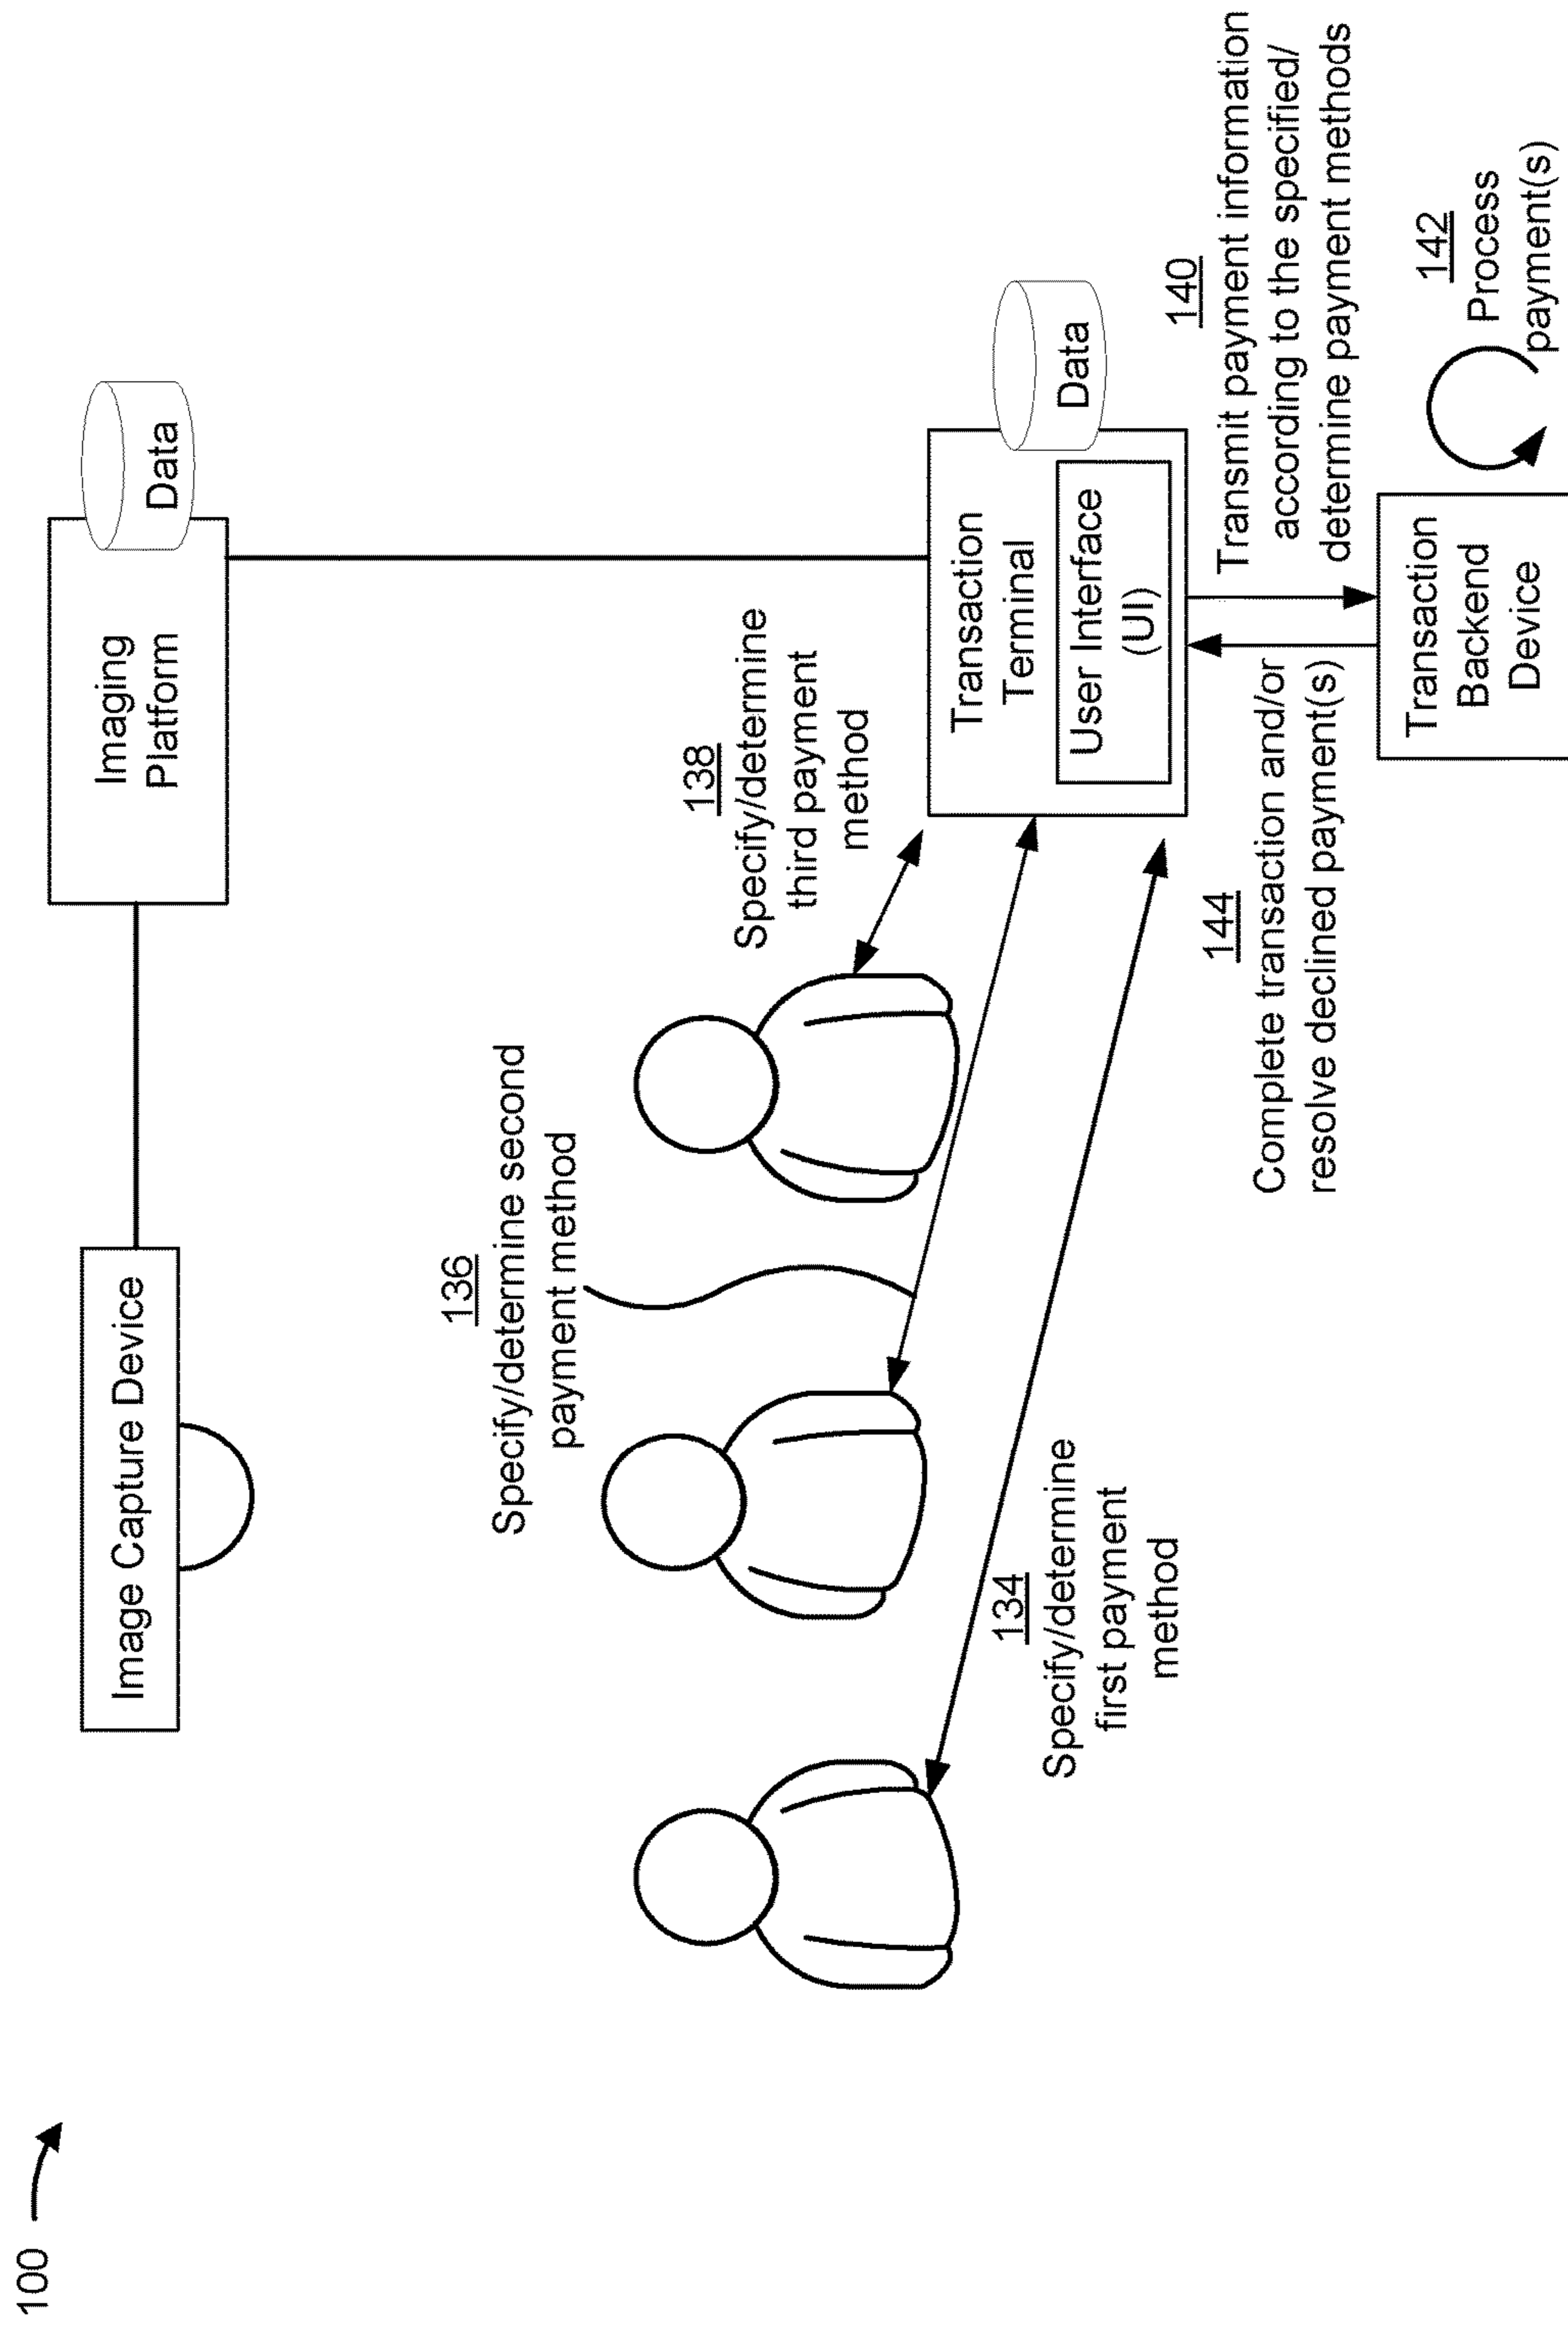 100
Image Capture Device
Imaging
Platform
Data
136
Specify/determine second
payment method
138
Specify/determine
third payment
method
134
Specify/determine
first payment
method
Transaction
Terminal
User Interface
(UI)
Data
140
Transmit payment information
according to the specified/
determine payment methods
144
Complete transaction and/or
resolve declined payment(s)
Transaction
Backend
Device
142
Process
payment(s)